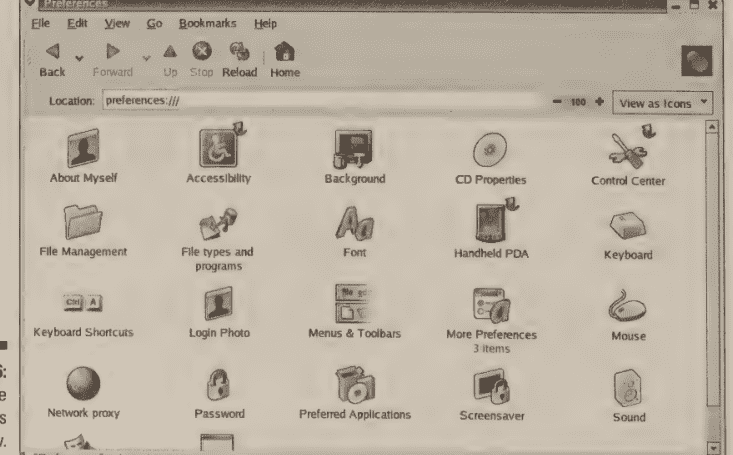 Preferences
File Edit View Go Bookmarks Help
Back Forward Up Stop Reload Home
Location: preferences:/// 100 View as Icons
About Myself Accessibility Background CD Properties Control Center
File Management File types and programs Font Handheld PDA Keyboard
Ctrl A
Keyboard Shortcuts Login Photo Menus & Toolbars More Preferences Mouse
3 items
Network proxy Password Preferred Applications Screensaver Sound